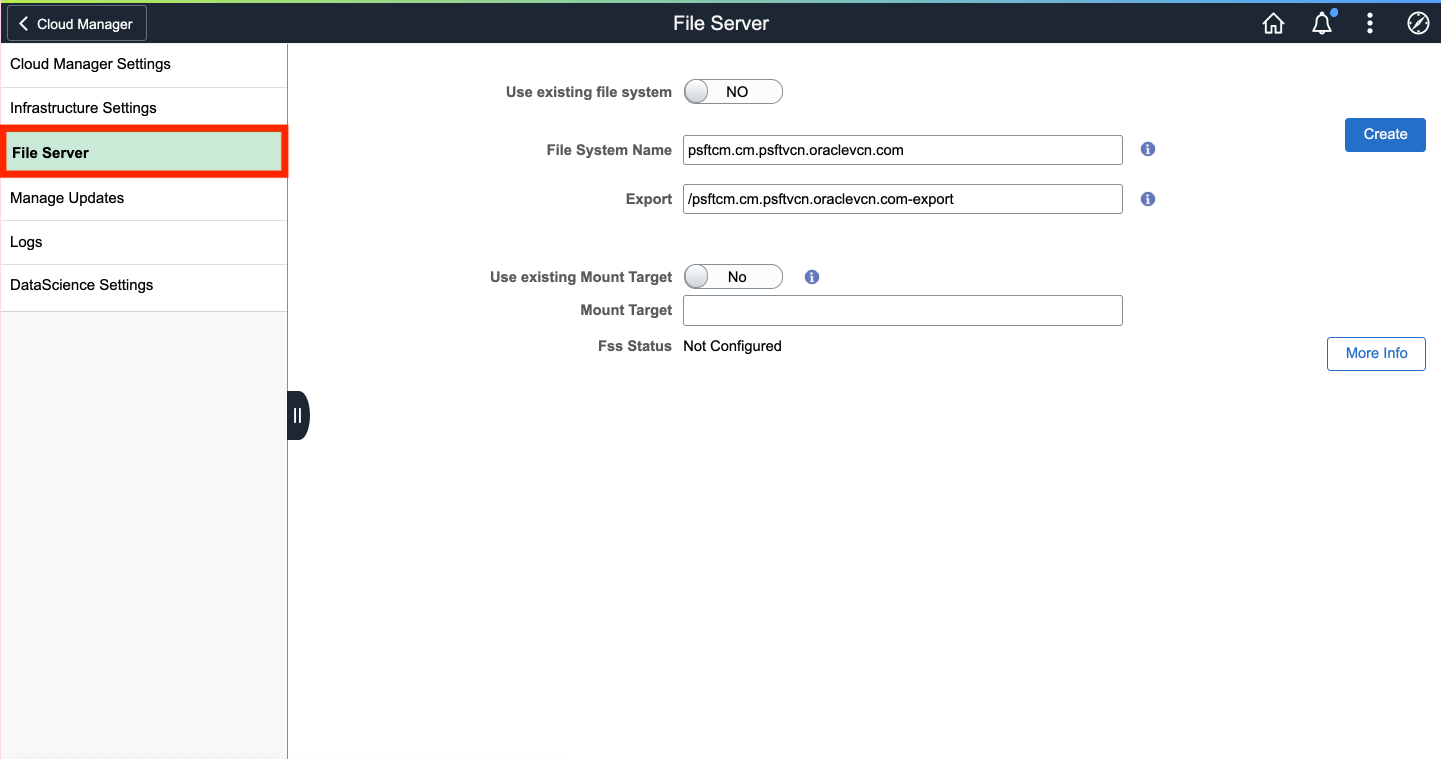 Cloud Manager
File Server
Cloud Manager Settings
Infrastructure Settings
File Server
Manage Updates
Logs
DataScience Settings
Use existing file system NO
Create
File System Name psftcm.cm.psftvcn.oraclevcn.com
Export /psftcm.cm.psftvcn.oraclevcn.com-export
Use existing Mount Target No
Mount Target
Fss Status Not Configured
More Info